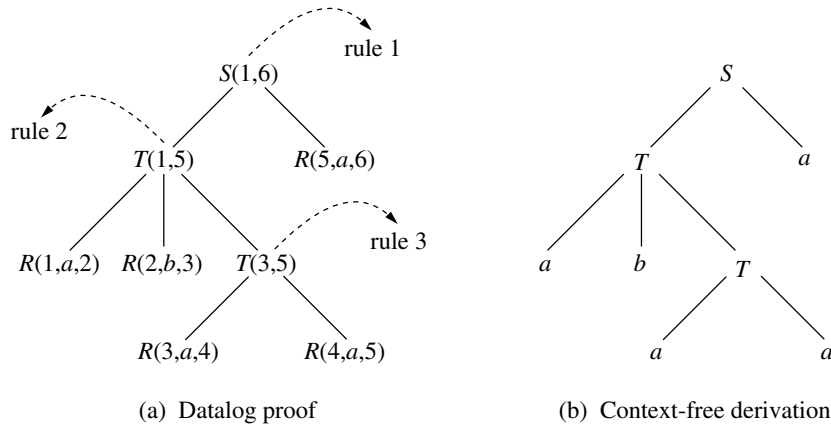 rule 1
S(1,6)
S
rule 2
T(1,5)
R(5,a,6)
T
a
rule 3
R(1,a,2)
R(2,b,3)
T(3,5)
a
b
T
R(3,a,4)
R(4,a,5)
a
a
(a) Datalog proof
(b) Context-free derivation